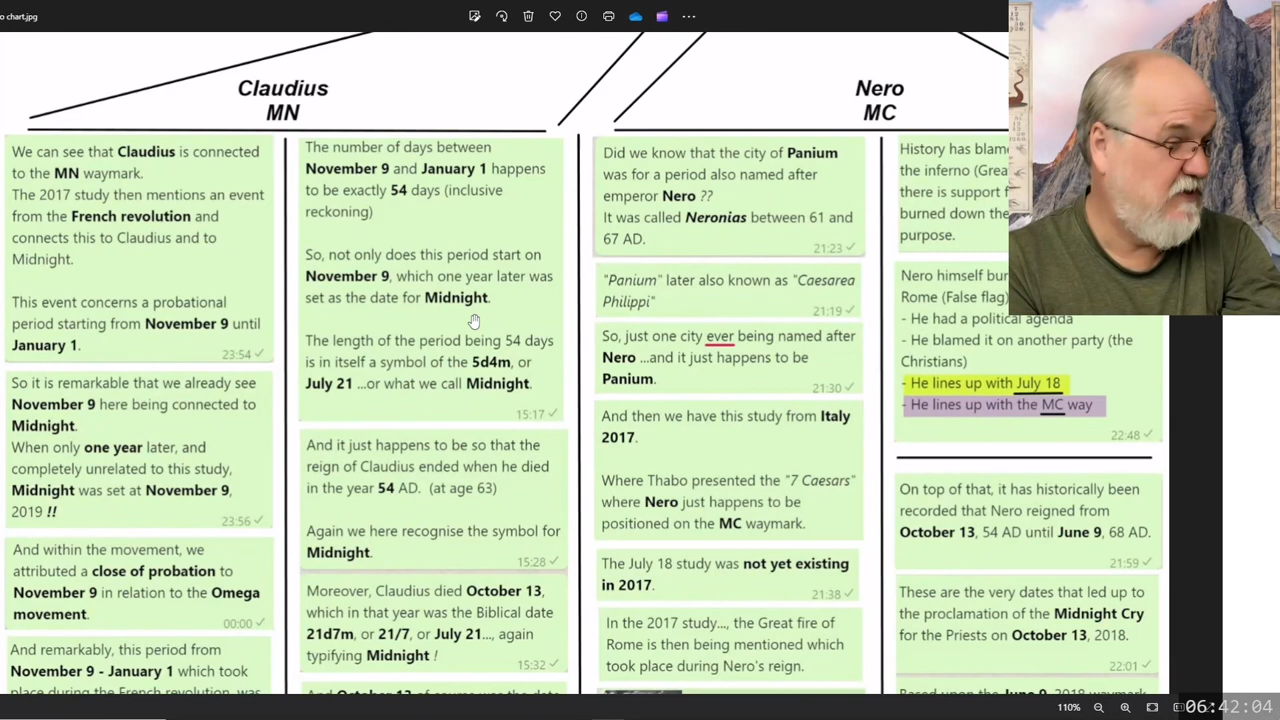 o chart.jpg
Claudius
MN
Nero
MC
We can see that Claudius is connected
to the MN waymark.
The 2017 study then mentions an event
from the French revolution and
connects this to Claudius and to
Midnight.
This event concerns a probational
period starting from November 9 until
January 1.
23:54
So it is remarkable that we already see
November 9 here being connected to
Midnight.
When only one year later, and
completely unrelated to this study,
Midnight was set at November 9,
2019 !!
23:56
And within the movement, we
attributed a close of probation to
November 9 in relation to the Omega
movement.
00:00
And remarkably, this period from
November 9 - January 1 which took
place during the French revolution, was
The number of days between
November 9 and January 1 happens
to be exactly 54 days (inclusive
reckoning)
So, not only does this period start on
November 9, which one year later was
set as the date for Midnight.
The length of the period being 54 days
is in itself a symbol of the 5d4m, or
July 21 ...or what we call Midnight.
15:17
And it just happens to be so that the
reign of Claudius ended when he died
in the year 54 AD. (at age 63)
Again we here recognise the symbol for
Midnight.
15:28
Moreover, Claudius died October 13,
which in that year was the Biblical date
21d7m, or 21/7, or July 21..., again
typifying Midnight !
15:32
And October 13 of course was the date
Did we know that the city of Panium
was for a period also named after
emperor Nero ??
It was called Neronias between 61 and
67 AD.
21:23
"Panium" later also known as "Caesarea
Philippi"
21:19
So, just one city ever being named after
Nero ...and it just happens to be
Panium.
21:30
And then we have this study from Italy
2017.
Where Thabo presented the "7 Caesars"
where Nero just happens to be
positioned on the MC waymark.
The July 18 study was not yet existing
in 2017.
21:38
In the 2017 study..., the Great fire of
Rome is then being mentioned which
took place during Nero's reign.
History has blame
the inferno (Grea
there is support f
burned down the
purpose.
Nero himself bur
Rome (False flag)
- He had a political agenda
- He blamed it on another party (the
Christians)
- He lines up with July 18
- He lines up with the MC way
22:48
On top of that, it has historically been
recorded that Nero reigned from
October 13, 54 AD until June 9, 68 AD.
21:59
These are the very dates that led up to
the proclamation of the Midnight Cry
for the Priests on October 13, 2018.
22:01
Based upon the June 9, 2018 waymark
110%
06:42:04